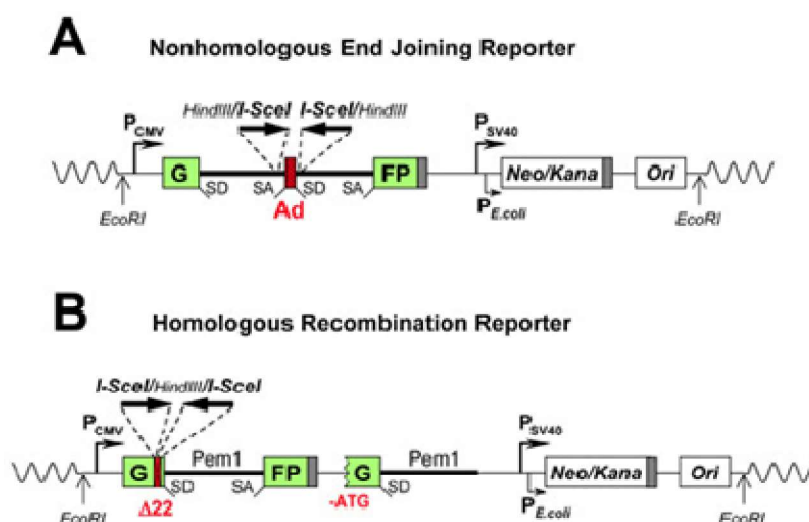 A
Nonhomologous End Joining Reporter
HindIII/I-SceI I-SceI/HindIII
PCMV
PSV40
G
FP
Neo/Kana
Ori
SD
SA
SD
SA
EcoRI
Ad
PE.coli
EcoRI
B
Homologous Recombination Reporter
I-SceI/HindIII/I-SceI
PCMV
Pem1
Pem1
PSV40
G
FP
G
Neo/Kana
Ori
SD
SA
-ATG
SD
EcoRI
Δ22
PE.coli
EcoRI